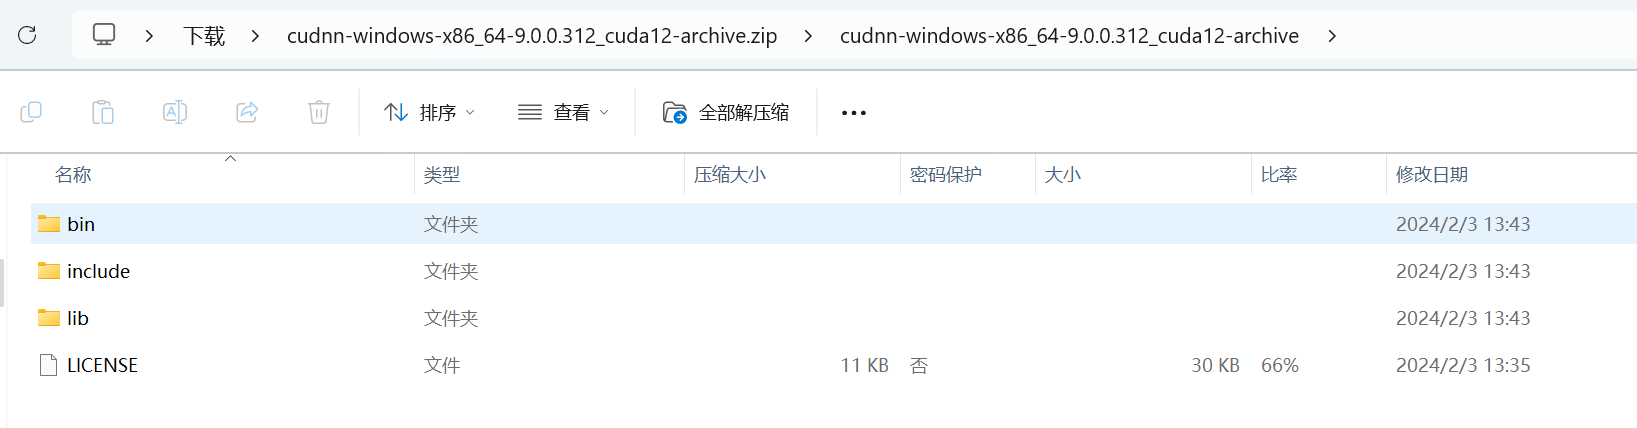 下载 cudnn-windows-x86_64-9.0.0.312_cuda12-archive.zip cudnn-windows-x86_64-9.0.0.312_cuda12-archive
排序 查看 全部解压缩
名称 类型 压缩大小 密码保护 大小 比率 修改日期
bin 文件夹 2024/2/3 13:43
include 文件夹 2024/2/3 13:43
lib 文件夹 2024/2/3 13:43
LICENSE 文件 11 KB 否 30 KB 66% 2024/2/3 13:35